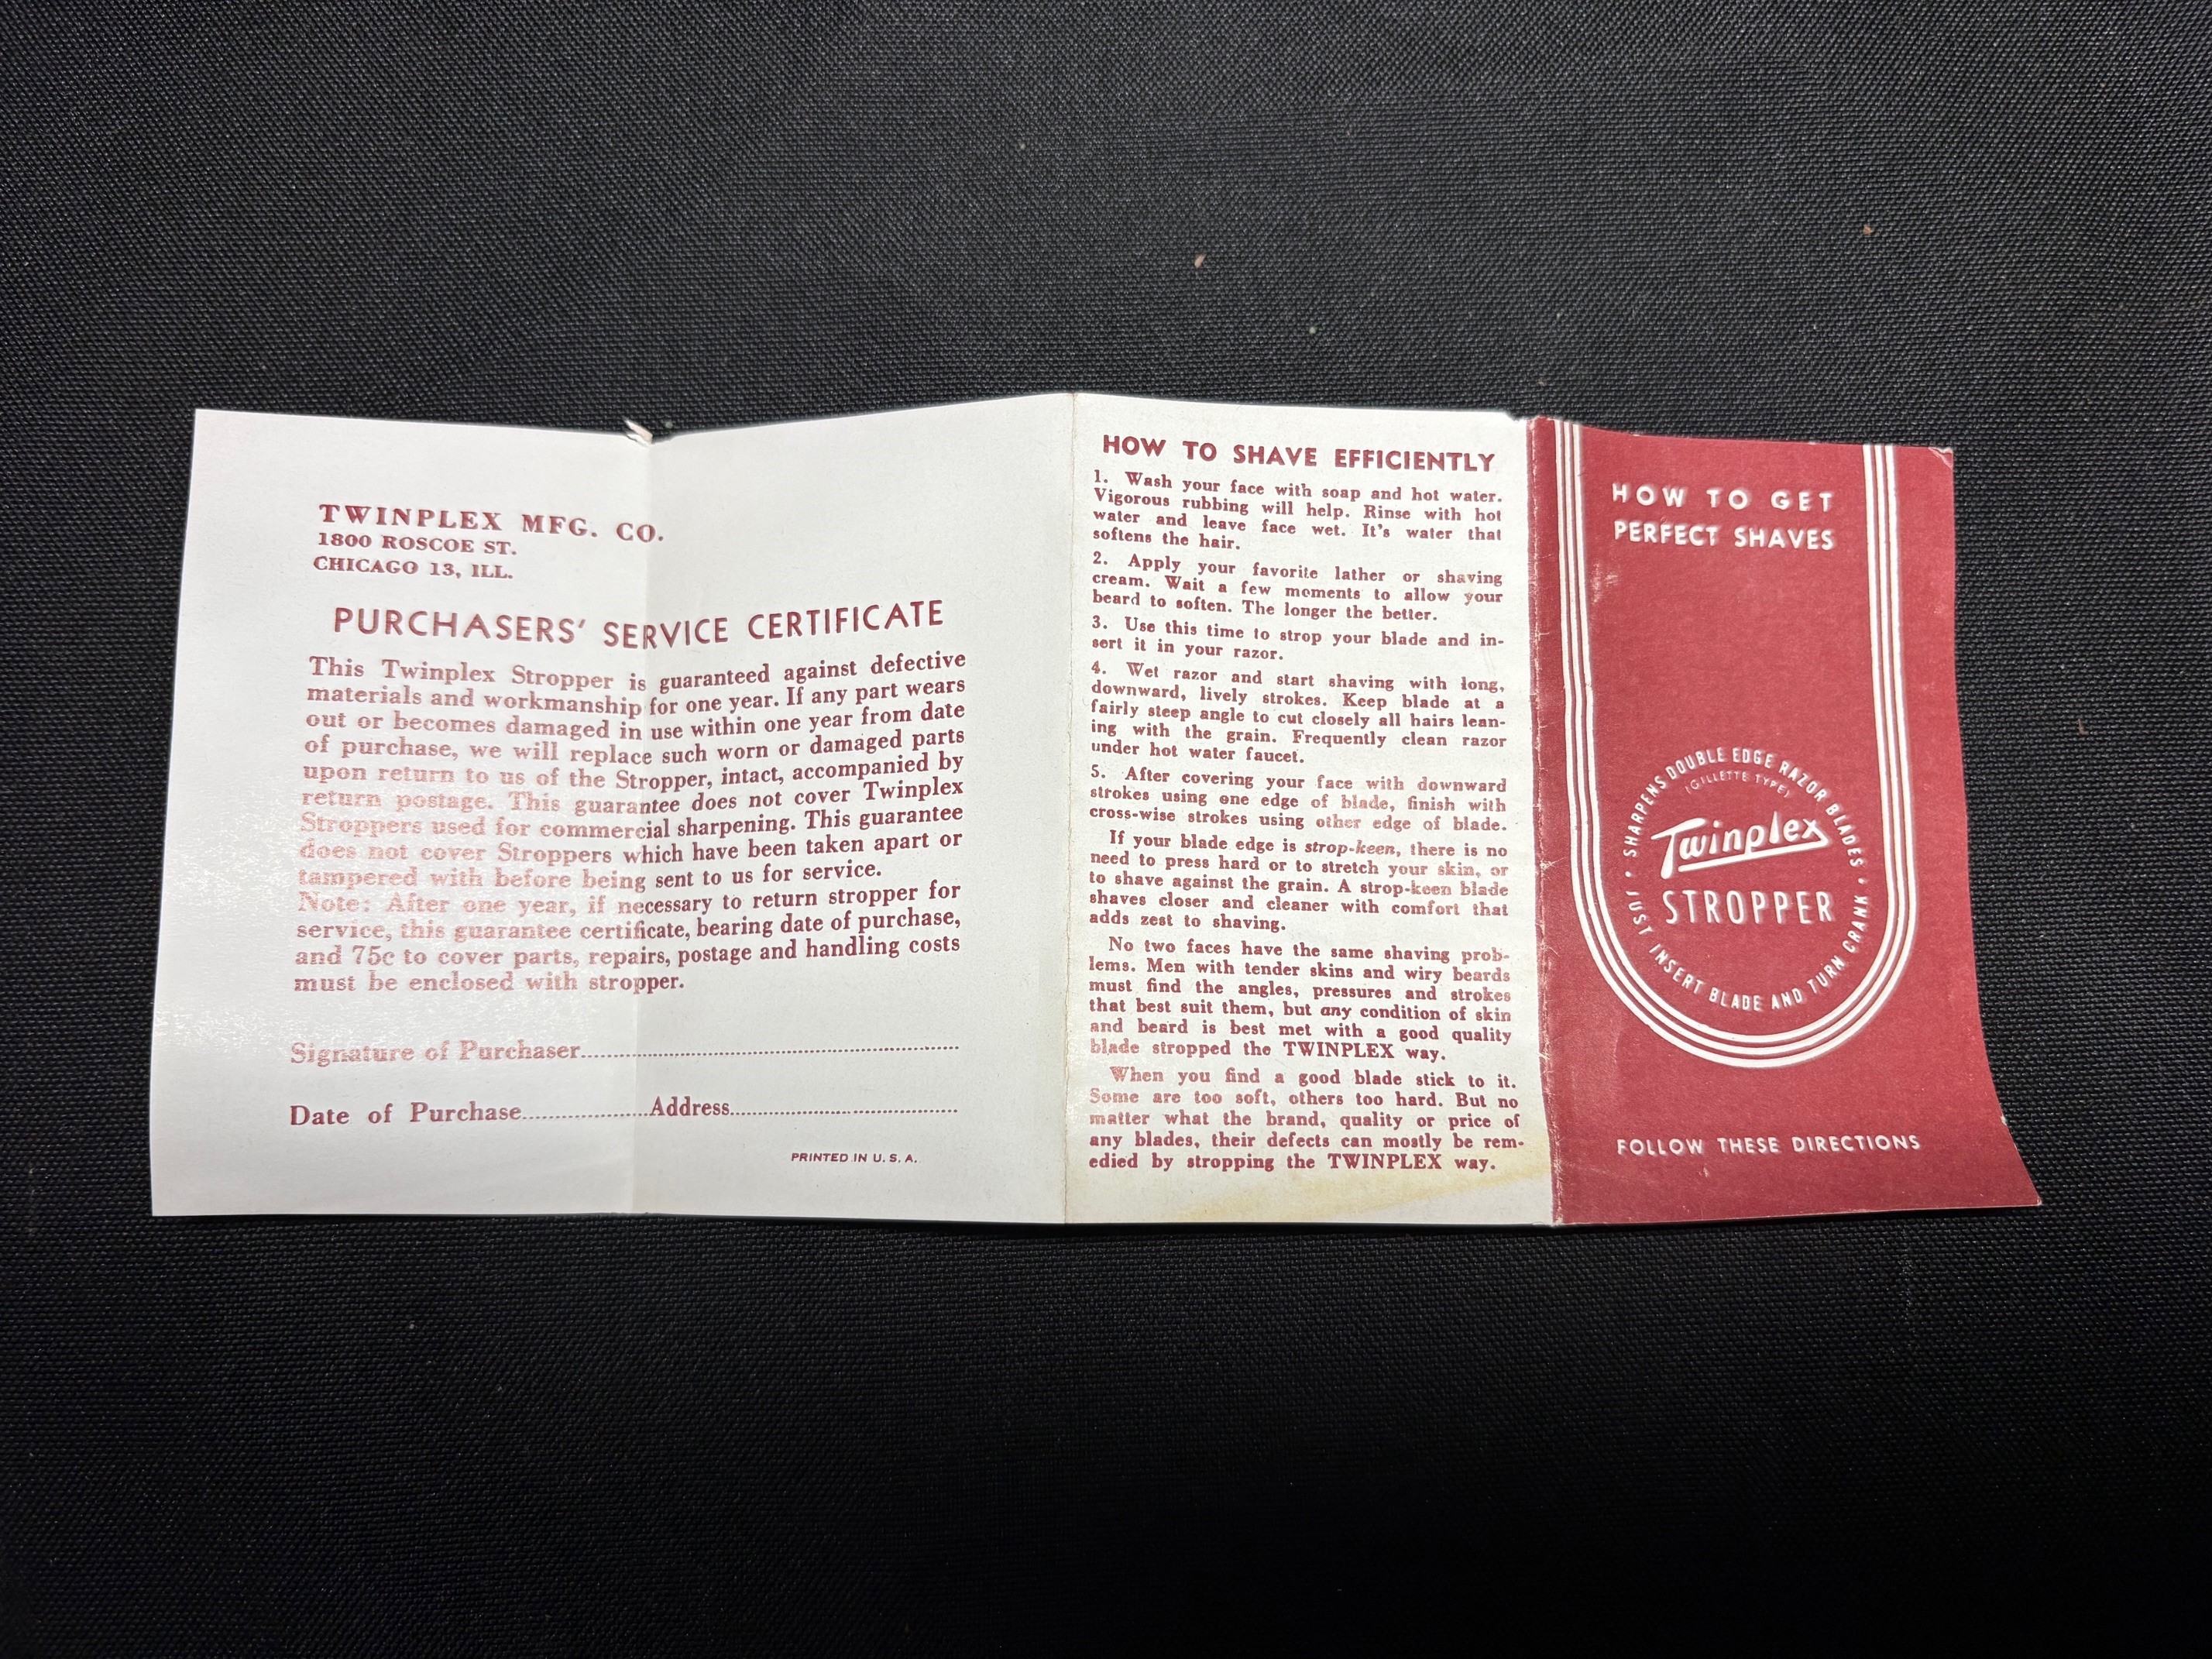 TWINPLEX MFG. CO.
1800 ROSCOE ST.
CHICAGO 13, ILL.
PURCHASERS' SERVICE CERTIFICATE
This Twinplex Stropper is guaranteed against defective
materials and workmanship for one year. If any part wears
out or becomes damaged in use within one year from date
of purchase, we will replace such worn or damaged parts
upon return to us of the Stropper, intact, accompanied by
return postage. This guarantee does not cover Twinplex
Stroppers used for commercial sharpening. This guarantee
does not cover Stroppers which have been taken apart or
tampered with before being sent to us for service.
Note: After one year, if necessary to return stropper for
service, this guarantee certificate, bearing date of purchase,
and 75c to cover parts, repairs, postage and handling costs
must be enclosed with stropper.
Signature of Purchaser..........................................................
Date of Purchase....................Address....................................
PRINTED IN U. S. A.
HOW TO SHAVE EFFICIENTLY
1. Wash your face with soap and hot water.
Vigorous rubbing will help. Rinse with hot
water and leave face wet. It's water that
softens the hair.
2. Apply your favorite lather or shaving
cream. Wait a few moments to allow your
beard to soften. The longer the better.
3. Use this time to strop your blade and in-
sert it in your razor.
4. Wet razor and start shaving with long,
downward, lively strokes. Keep blade at a
fairly steep angle to cut closely all hairs lean-
ing with the grain. Frequently clean razor
under hot water faucet.
5. After covering your face with downward
strokes using one edge of blade, finish with
cross-wise strokes using other edge of blade.
If your blade edge is strop-keen, there is no
need to press hard or to stretch your skin, or
to shave against the grain. A strop-keen blade
shaves closer and cleaner with comfort that
adds zest to shaving.
No two faces have the same shaving prob-
lems. Men with tender skins and wiry beards
must find the angles, pressures and strokes
that best suit them, but any condition of skin
and beard is best met with a good quality
blade stropped the TWINPLEX way.
When you find a good blade stick to it.
Some are too soft, others too hard. But no
matter what the brand, quality or price of
any blades, their defects can mostly be rem-
edied by stropping the TWINPLEX way.
HOW TO GET
PERFECT SHAVES
• SHARPENS DOUBLE EDGE RAZOR BLADES •
(GILLETTE TYPE)
Twinplex
STROPPER
JUST INSERT BLADE AND TURN CRANK
FOLLOW THESE DIRECTIONS